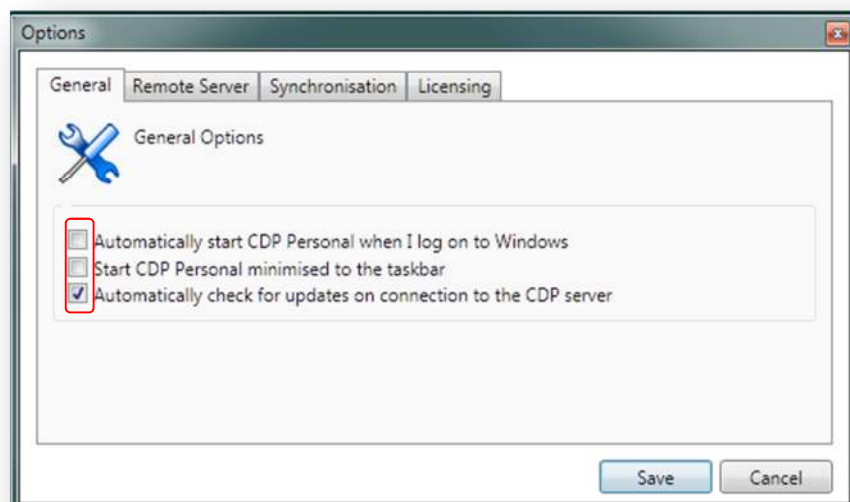 Options
General Remote Server Synchronisation Licensing
General Options
Automatically start CDP Personal when I log on to Windows
Start CDP Personal minimised to the taskbar
Automatically check for updates on connection to the CDP server
Save Cancel